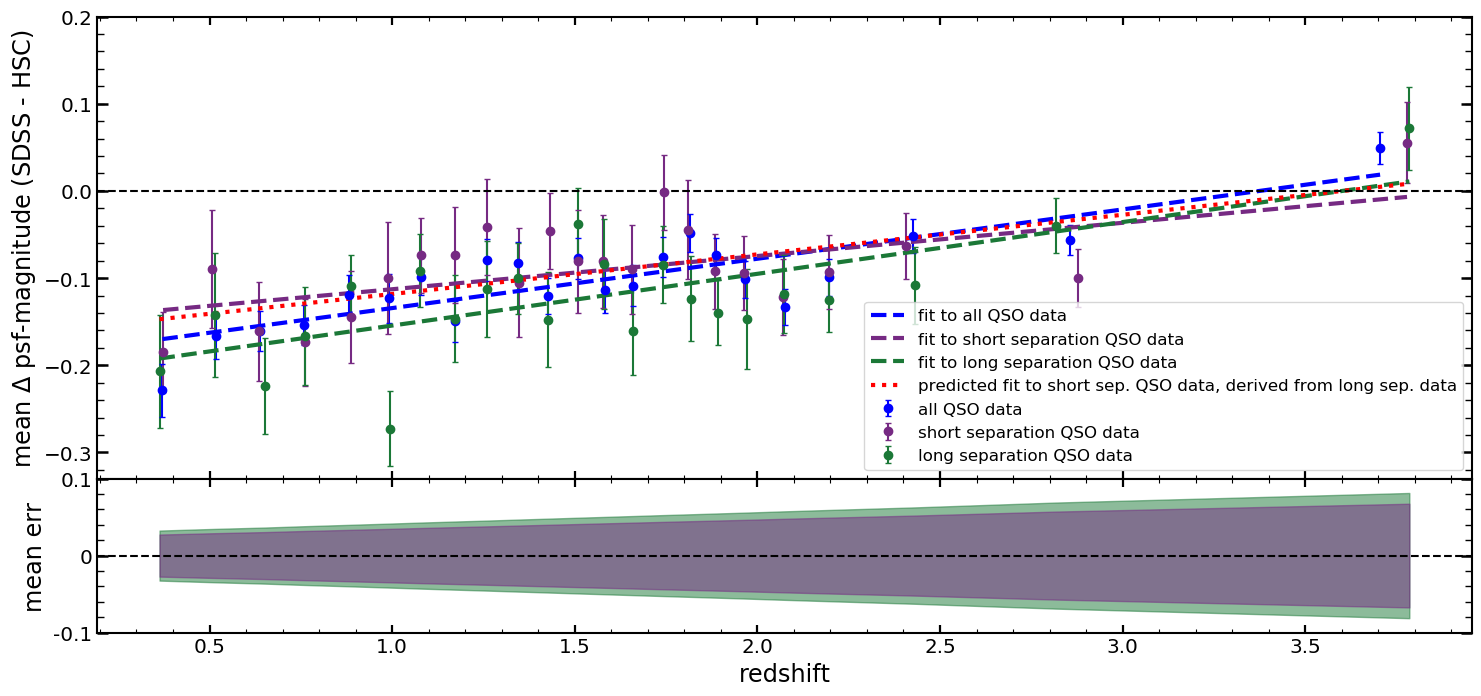 mean Δ psf-magnitude (SDSS - HSC)
0.2
0.1
0.0
−0.1
−0.2
−0.3
fit to all QSO data
fit to short separation QSO data
fit to long separation QSO data
predicted fit to short sep. QSO data, derived from long sep. data
all QSO data
short separation QSO data
long separation QSO data
mean err
0.1
0
-0.1
0.5 1.0 1.5 2.0 2.5 3.0 3.5
redshift